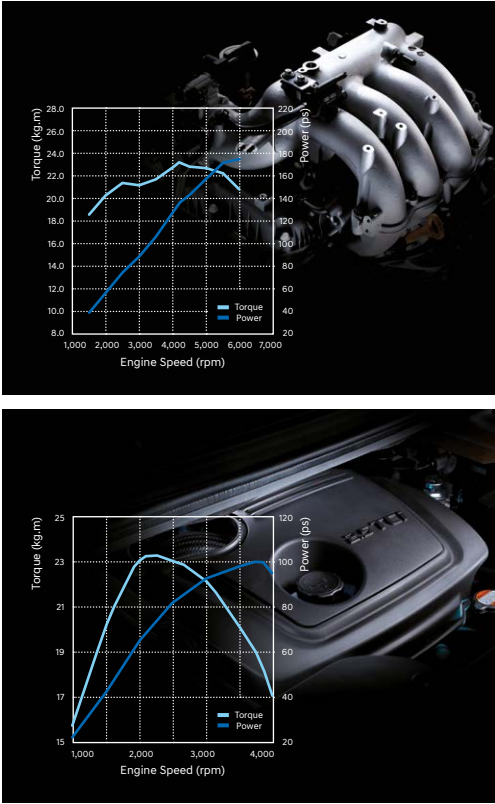 Torque (kg.m)
Power (ps)
28.0
26.0
24.0
22.0
20.0
18.0
16.0
14.0
12.0
10.0
8.0
220
200
180
160
140
120
100
80
60
40
20
Torque
Power
1,000 2,000 3,000 4,000 5,000 6,000 7,000
Engine Speed (rpm)
Torque (kg.m)
Power (ps)
25
23
21
19
17
15
120
100
80
60
40
20
Torque
Power
1,000 2,000 3,000 4,000
Engine Speed (rpm)